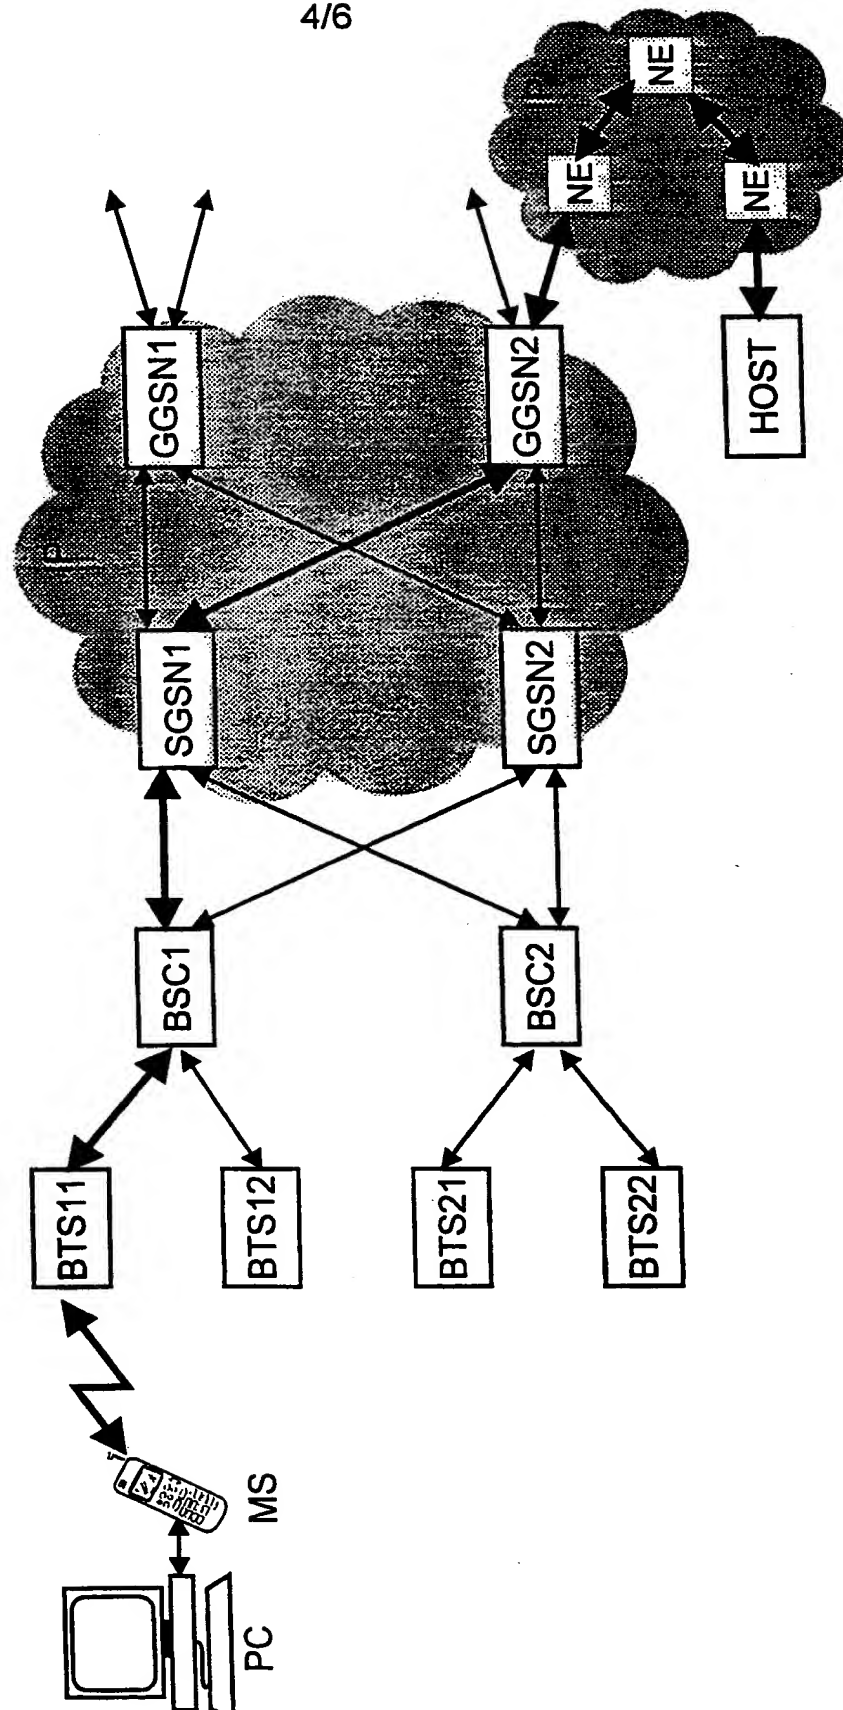 4/6
PC
MS
BTS11
BTS12
BTS21
BTS22
BSC1
BSC2
SGSN1
SGSN2
GGSN1
GGSN2
HOST
NE
NE
NE